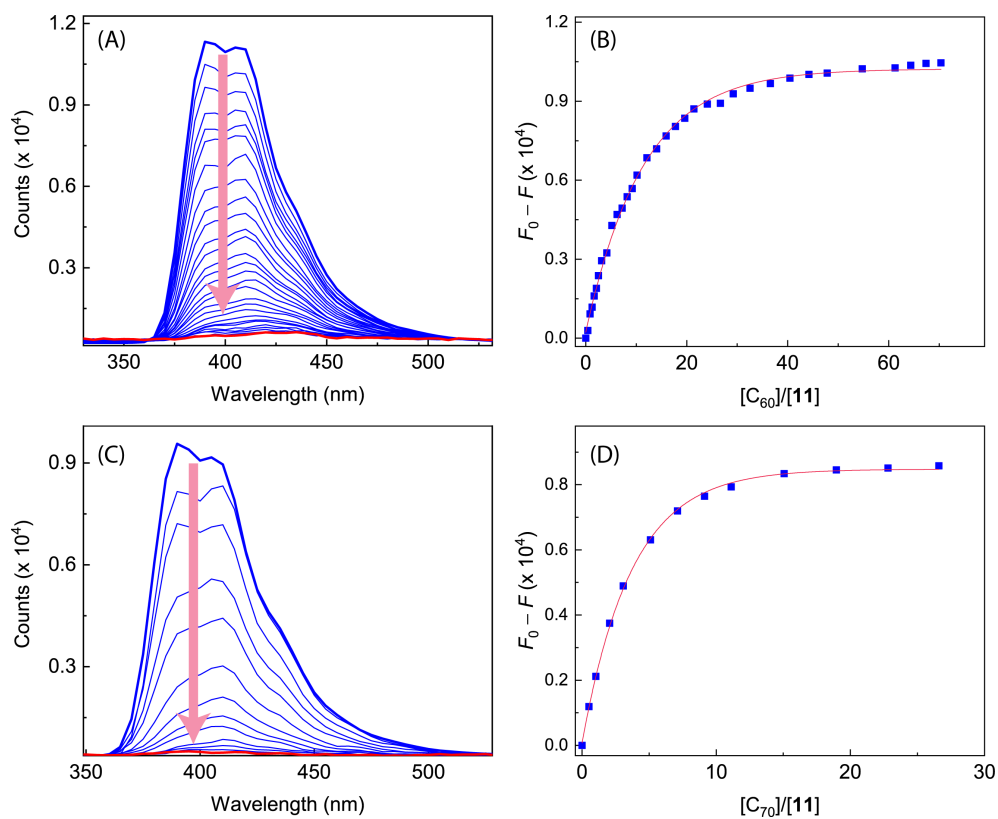 (A)
1.2
0.9
0.6
0.3
Counts (x 10⁴)
350 400 450 500
Wavelength (nm)
(B)
1.2
0.9
0.6
0.3
0.0
F₀ – F (x 10⁴)
0 20 40 60
[C₆₀]/[11]
(C)
0.9
0.6
0.3
Counts (x 10⁴)
350 400 450 500
Wavelength (nm)
(D)
0.8
0.6
0.4
0.2
0.0
F₀ – F (x 10⁴)
0 10 20 30
[C₇₀]/[11]